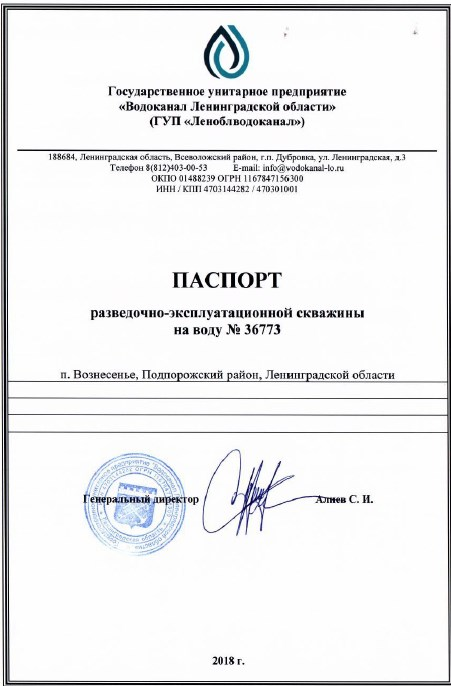 Государственное унитарное предприятие
«Водоканал Ленинградской области»
(ГУП «Леноблводоканал»)
188684, Ленинградская область, Всеволожский район, г.п. Дубровка, ул. Ленинградская, д.3
Телефон 8(812)403-00-53 E-mail: info@vodokanal-lo.ru
ОКПО 01488239 ОГРН 1167847156300
ИНН / КПП 4703144282 / 470301001
ПАСПОРТ
разведочно-эксплуатационной скважины
на воду № 36773
п. Вознесенье, Подпорожский район, Ленинградской области
Генеральный директор Алиев С. И.
2018 г.